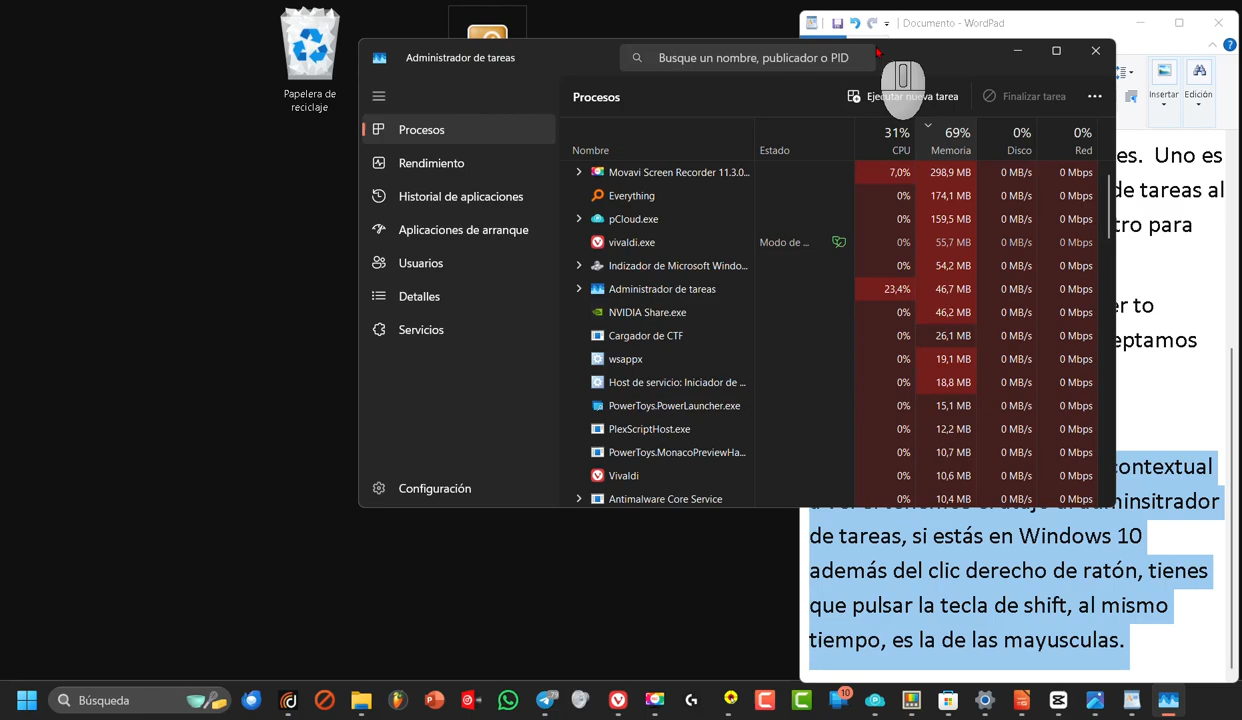 Papelera de
reciclaje
Documento - WordPad
Insertar
Edición
es. Uno es
de tareas al
tro para
er to
eptamos
contextual
adminsitrador
de tareas, si estás en Windows 10
además del clic derecho de ratón, tienes
que pulsar la tecla de shift, al mismo
tiempo, es la de las mayusculas.
Administrador de tareas
Busque un nombre, publicador o PID
Procesos
Rendimiento
Historial de aplicaciones
Aplicaciones de arranque
Usuarios
Detalles
Servicios
Configuración
Procesos
Ejecutar nueva tarea
Finalizar tarea
31% 69% 0% 0%
Nombre Estado CPU Memoria Disco Red
Movavi Screen Recorder 11.3.0... 7,0% 298,9 MB 0 MB/s 0 Mbps
Everything 0% 174,1 MB 0 MB/s 0 Mbps
pCloud.exe 0% 159,5 MB 0 MB/s 0 Mbps
vivaldi.exe Modo de ... 0% 55,7 MB 0 MB/s 0 Mbps
Indizador de Microsoft Windo... 0% 54,2 MB 0 MB/s 0 Mbps
Administrador de tareas 23,4% 46,7 MB 0 MB/s 0 Mbps
NVIDIA Share.exe 0% 46,2 MB 0 MB/s 0 Mbps
Cargador de CTF 0% 26,1 MB 0 MB/s 0 Mbps
wsappx 0% 19,1 MB 0 MB/s 0 Mbps
Host de servicio: Iniciador de ... 0% 18,8 MB 0 MB/s 0 Mbps
PowerToys.PowerLauncher.exe 0% 15,1 MB 0 MB/s 0 Mbps
PlexScriptHost.exe 0% 12,2 MB 0 MB/s 0 Mbps
PowerToys.MonacoPreviewHa... 0% 10,7 MB 0 MB/s 0 Mbps
Vivaldi 0% 10,6 MB 0 MB/s 0 Mbps
Antimalware Core Service 0% 10,4 MB 0 MB/s 0 Mbps
Búsqueda
79
10